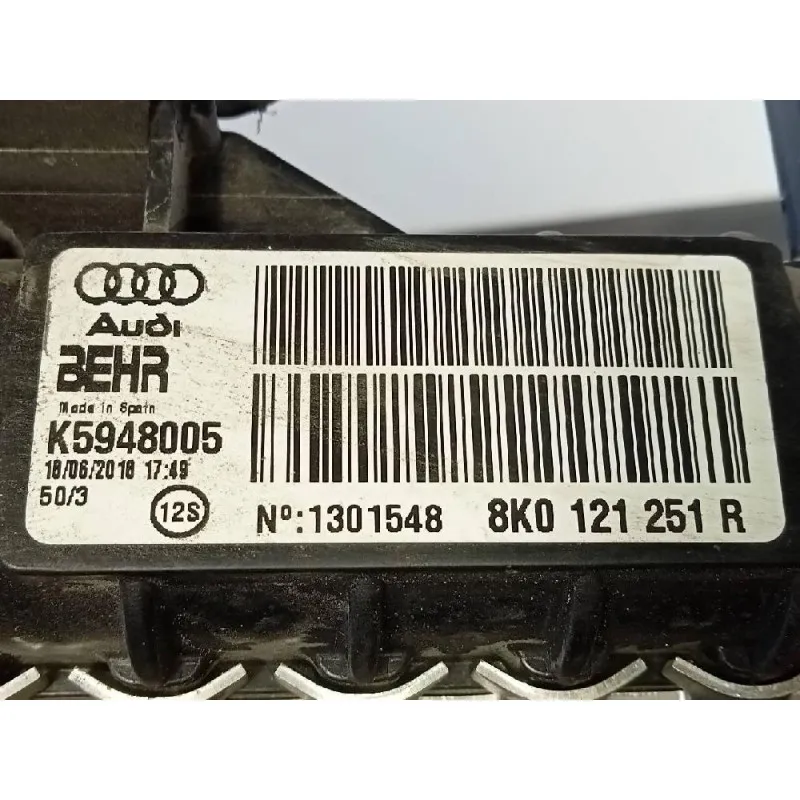 Audi
BEHR
Made in Spain
K5948005
18/06/2018 17:49
50/3
12S
Nº:1301548
8K0 121 251 R